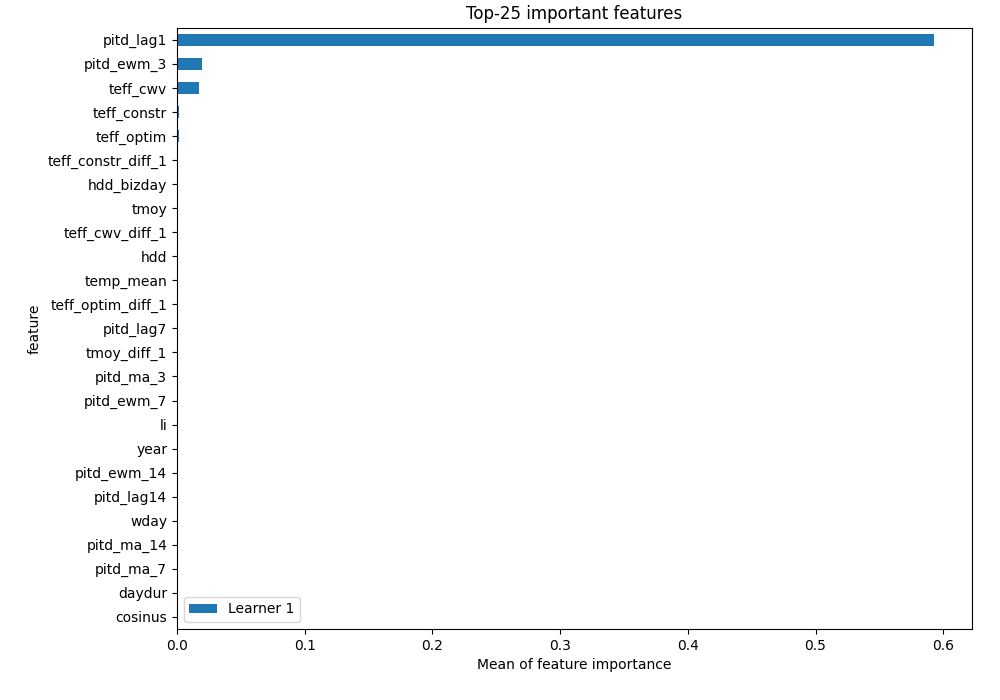 Top-25 important features
pitd_lag1
pitd_ewm_3
teff_cwv
teff_constr
teff_optim
teff_constr_diff_1
hdd_bizday
tmoy
teff_cwv_diff_1
hdd
temp_mean
teff_optim_diff_1
pitd_lag7
tmoy_diff_1
pitd_ma_3
pitd_ewm_7
li
year
pitd_ewm_14
pitd_lag14
wday
pitd_ma_14
pitd_ma_7
daydur
cosinus
feature
Learner 1
0.0 0.1 0.2 0.3 0.4 0.5 0.6
Mean of feature importance